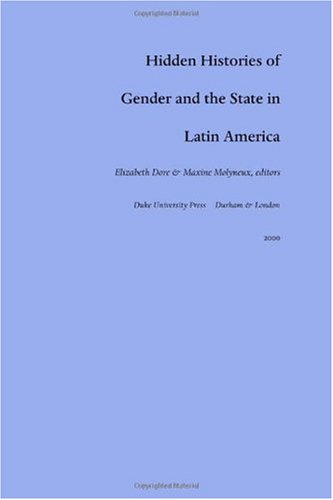 Hidden Histories of
Gender and the State in
Latin America
Elizabeth Dore & Maxine Molyneux, editors
Duke University Press Durham & London
2000